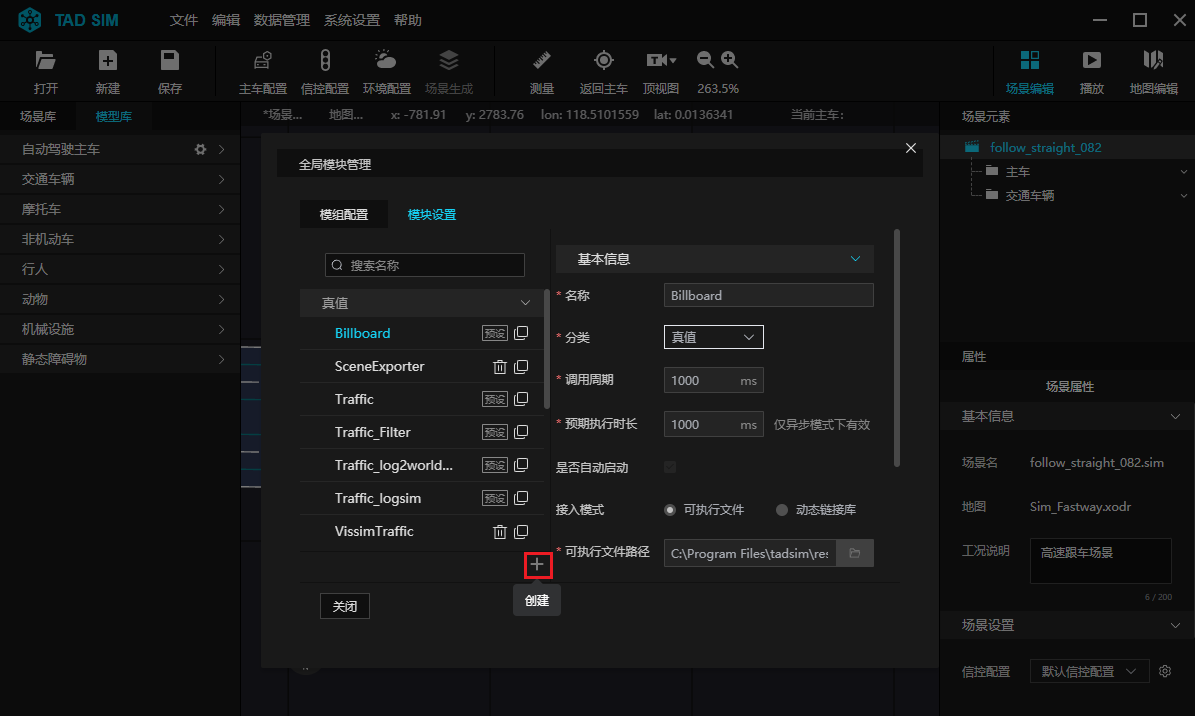 TAD SIM
文件 编辑 数据管理 系统设置 帮助
打开 新建 保存 主车配置 信控配置 环境配置 场景生成 测量 返回主车 顶视图 263.5% 场景编辑 播放 地图编辑
场景库 模型库
*场景... 地图... x: -781.91 y: 2783.76 lon: 118.5101559 lat: 0.0136341 当前主车:
自动驾驶主车
交通车辆
摩托车
非机动车
行人
动物
机械设施
静态障碍物
全局模块管理
模组配置 模块设置
搜索名称
真值
Billboard 预设
SceneExporter
Traffic 预设
Traffic_Filter 预设
Traffic_log2world... 预设
Traffic_logsim 预设
VissimTraffic
创建
关闭
基本信息
* 名称 Billboard
* 分类 真值
* 调用周期 1000 ms
* 预期执行时长 1000 ms 仅异步模式下有效
是否自动启动
接入模式 可执行文件 动态链接库
* 可执行文件路径 C:\Program Files\tadsim\res
场景元素
follow_straight_082
主车
交通车辆
属性
场景属性
基本信息
场景名 follow_straight_082.sim
地图 Sim_Fastway.xodr
工况说明 高速跟车场景
6 / 200
场景设置
信控配置 默认信控配置